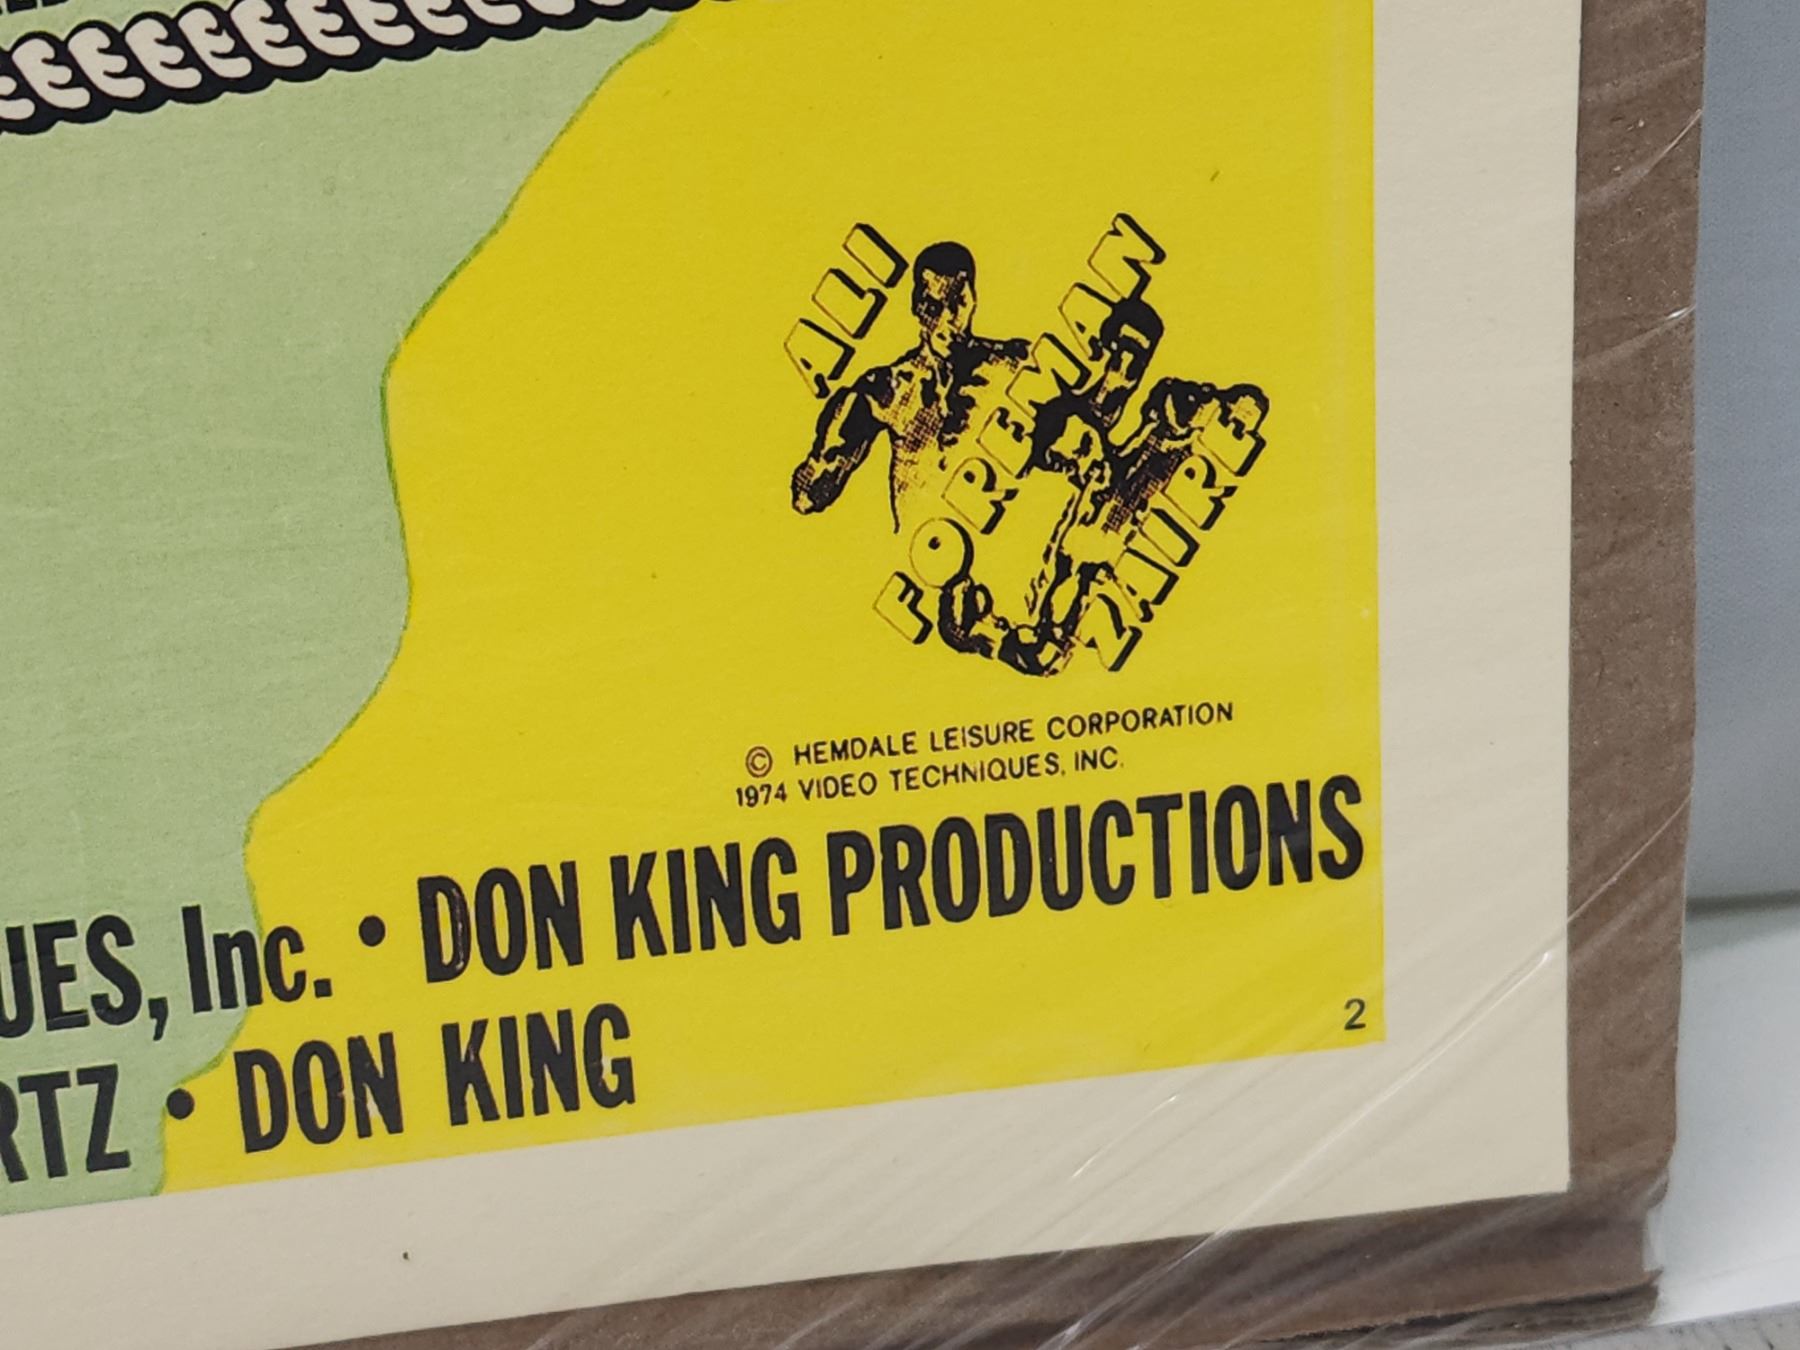 EEEEEEEEEEE
ALI
FOREMAN
ZAIRE
© HEMDALE LEISURE CORPORATION
1974 VIDEO TECHNIQUES, INC.
UES, Inc. • DON KING PRODUCTIONS
RTZ • DON KING
2